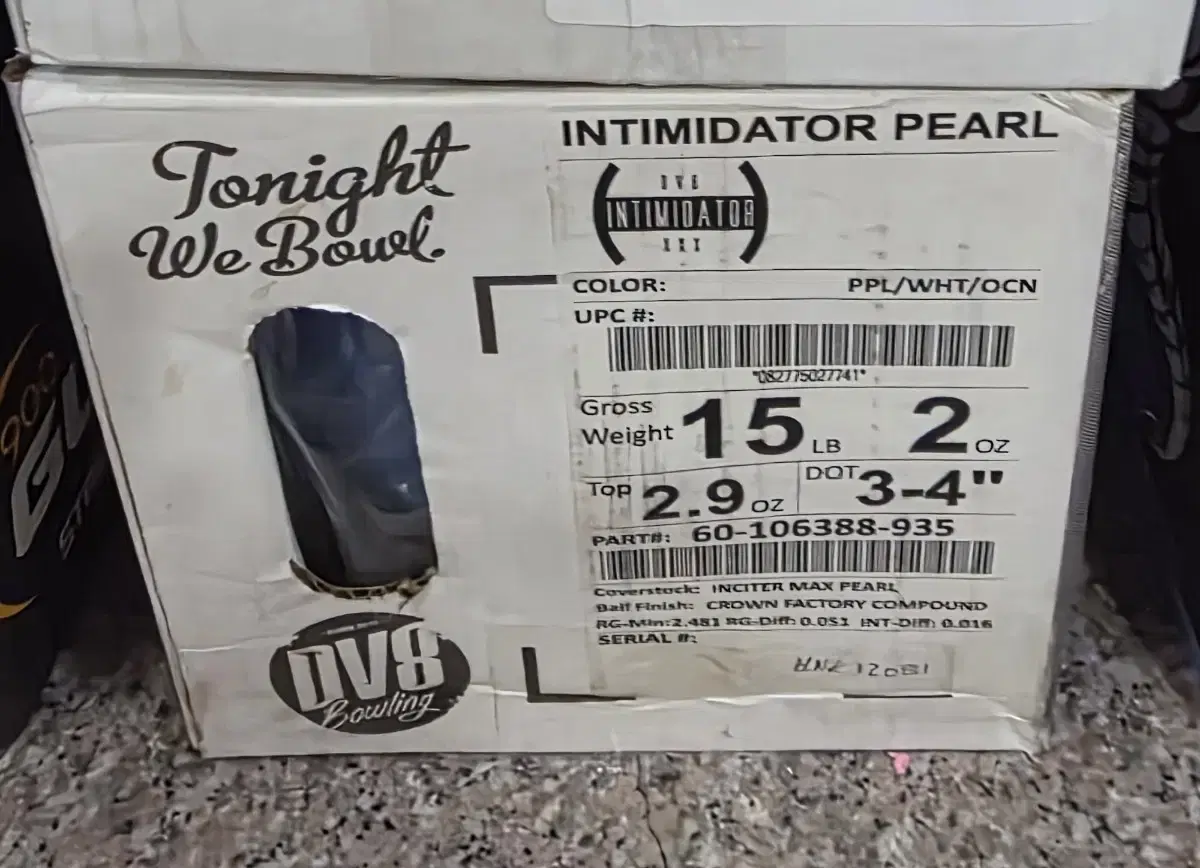 Tonight
We Bowl.
INTIMIDATOR PEARL
DV8
INTIMIDATOR
COLOR: PPL/WHT/OCN
UPC #:
*082775027741*
Gross
Weight 15 LB 2 OZ
Top 2.9 OZ DOT 3-4"
PART#: 60-106388-935
Coverstock: INCITER MAX PEARL
Ball Finish: CROWN FACTORY COMPOUND
RG-Min:2.481 RG-Diff: 0.051 INT-Diff: 0.016
SERIAL #:
DV8
Bowling
900